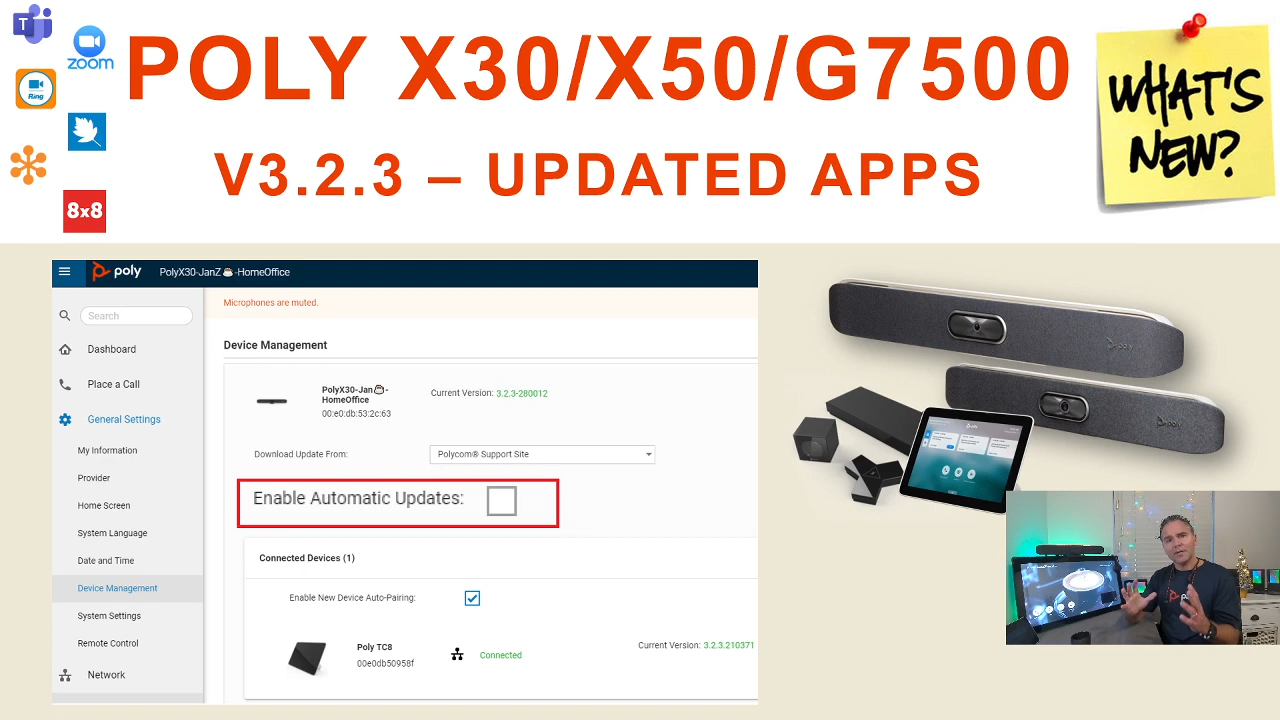 POLY X30/X50/G7500
V3.2.3 – UPDATED APPS
WHAT'S
NEW?
zoom
Ring
8x8
poly
PolyX30-JanZ☕-HomeOffice
Search
Dashboard
Place a Call
General Settings
My Information
Provider
Home Screen
System Language
Date and Time
Device Management
System Settings
Remote Control
Network
Microphones are muted.
Device Management
PolyX30-Jan☕-
HomeOffice
00:e0:db:53:2c:63
Current Version: 3.2.3-280012
Download Update From:
Polycom® Support Site
Enable Automatic Updates:
Connected Devices (1)
Enable New Device Auto-Pairing:
Poly TC8
00e0db50958f
Connected
Current Version: 3.2.3.210371
poly
poly
poly